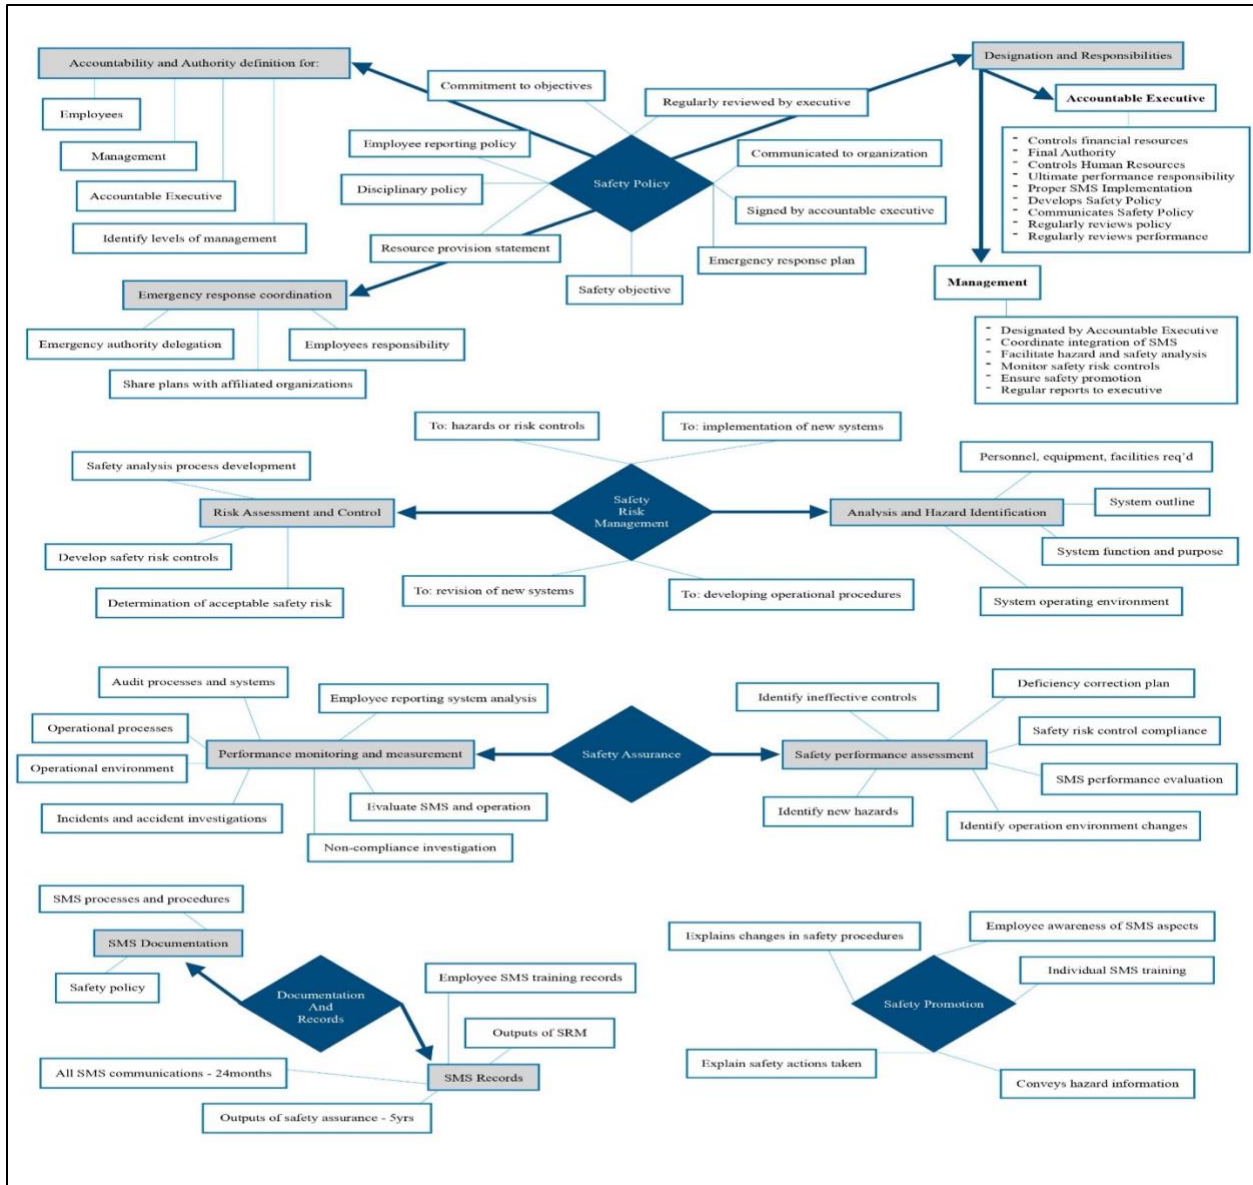 Accountability and Authority definition for:
Employees
Management
Accountable Executive
Identify levels of management
Commitment to objectives
Regularly reviewed by executive
Employee reporting policy
Communicated to organization
Disciplinary policy
Safety Policy
Signed by accountable executive
Resource provision statement
Emergency response plan
Safety objective
Designation and Responsibilities
Accountable Executive
- Controls financial resources
- Final Authority
- Controls Human Resources
- Ultimate performance responsibility
- Proper SMS Implementation
- Develops Safety Policy
- Communicates Safety Policy
- Regularly reviews policy
- Regularly reviews performance
Management
- Designated by Accountable Executive
- Coordinate integration of SMS
- Facilitate hazard and safety analysis
- Monitor safety risk controls
- Ensure safety promotion
- Regular reports to executive
Emergency response coordination
Emergency authority delegation
Employees responsibility
Share plans with affiliated organizations
To: hazards or risk controls
To: implementation of new systems
Safety analysis process development
Risk Assessment and Control
Develop safety risk controls
Determination of acceptable safety risk
Safety
Risk
Management
To: revision of new systems
To: developing operational procedures
Personnel, equipment, facilities req'd
System outline
Analysis and Hazard Identification
System function and purpose
System operating environment
Audit processes and systems
Employee reporting system analysis
Operational processes
Performance monitoring and measurement
Operational environment
Evaluate SMS and operation
Incidents and accident investigations
Non-compliance investigation
Safety Assurance
Identify ineffective controls
Deficiency correction plan
Safety risk control compliance
Safety performance assessment
SMS performance evaluation
Identify new hazards
Identify operation environment changes
SMS processes and procedures
SMS Documentation
Safety policy
Documentation
And
Records
Employee SMS training records
Outputs of SRM
All SMS communications - 24months
SMS Records
Outputs of safety assurance - 5yrs
Explains changes in safety procedures
Employee awareness of SMS aspects
Individual SMS training
Safety Promotion
Explain safety actions taken
Conveys hazard information